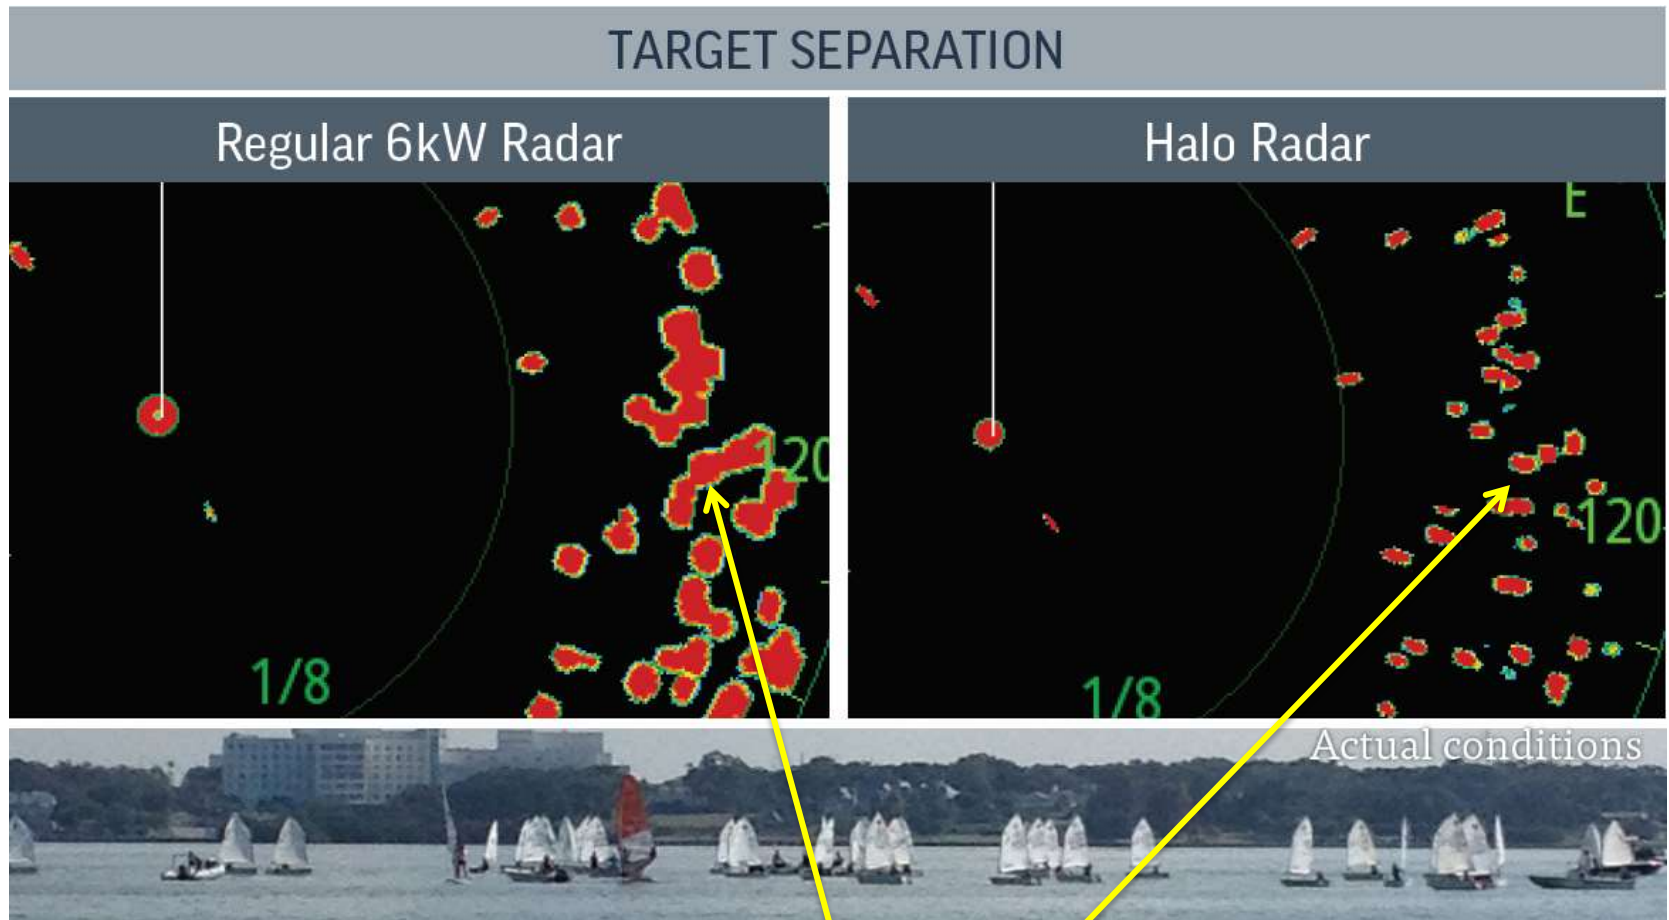 TARGET SEPARATION
Regular 6kW Radar
Halo Radar
E
120
120
1/8
1/8
Actual conditions